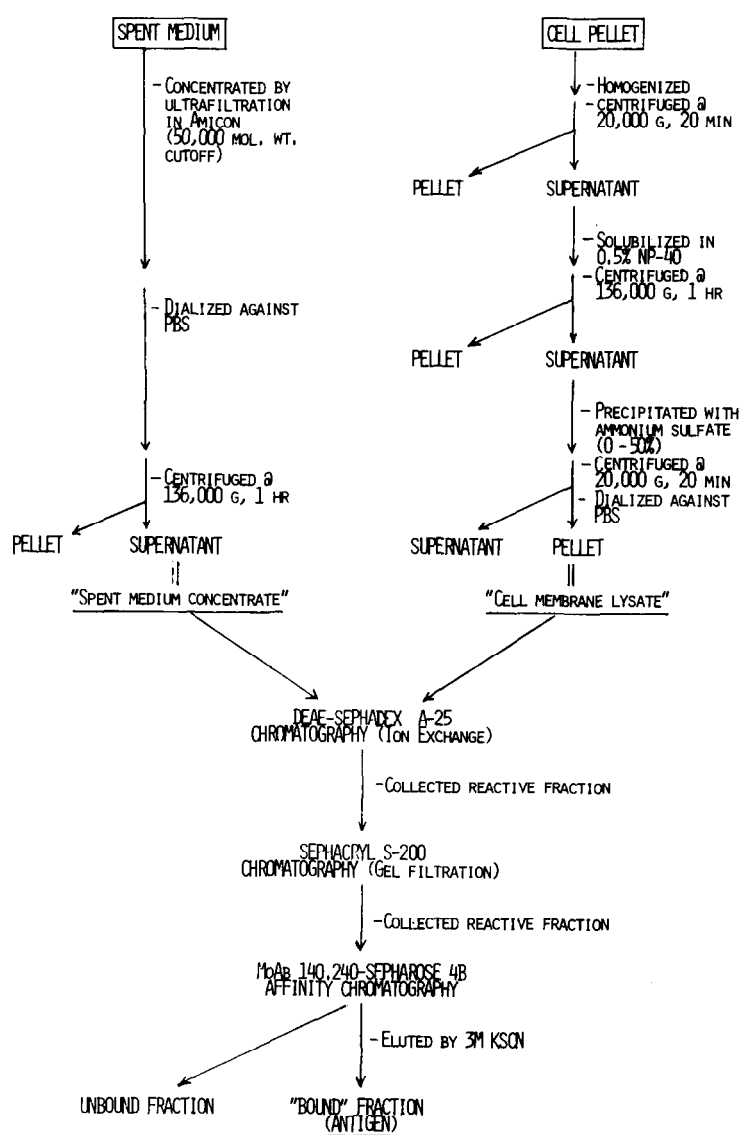 SPENT MEDIUM
- CONCENTRATED BY
ULTRAFILTRATION
IN AMICON
(50,000 MOL. WT.
CUTOFF)
- DIALIZED AGAINST
PBS
- CENTRIFUGED @
136,000 G, 1 HR
PELLET
SUPERNATANT
"SPENT MEDIUM CONCENTRATE"
CELL PELLET
- HOMOGENIZED
- CENTRIFUGED @
20,000 G, 20 MIN
PELLET
SUPERNATANT
- SOLUBILIZED IN
0.5% NP-40
- CENTRIFUGED @
136,000 G, 1 HR
PELLET
SUPERNATANT
- PRECIPITATED WITH
AMMONIUM SULFATE
(0 - 50%)
- CENTRIFUGED @
20,000 G, 20 MIN
- DIALIZED AGAINST
PBS
SUPERNATANT
PELLET
"CELL MEMBRANE LYSATE"
DEAE-SEPHADEX A-25
CHROMATOGRAPHY (ION EXCHANGE)
- COLLECTED REACTIVE FRACTION
SEPHACRYL S-200
CHROMATOGRAPHY (GEL FILTRATION)
- COLLECTED REACTIVE FRACTION
MOAB 140.240-SEPHAROSE 4B
AFFINITY CHROMATOGRAPHY
- ELUTED BY 3M KSCN
UNBOUND FRACTION
"BOUND" FRACTION
(ANTIGEN)